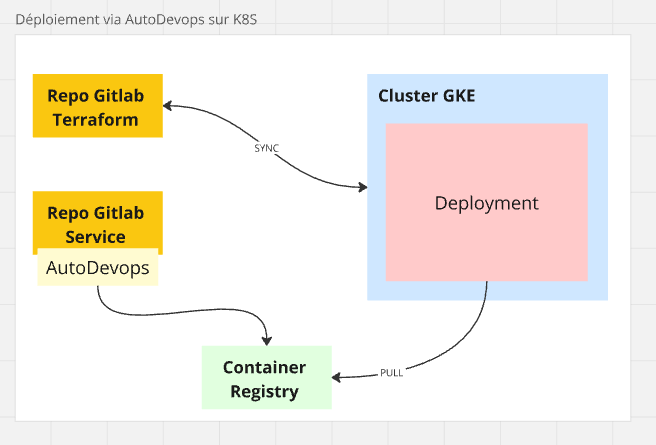 Déploiement via AutoDevops sur K8S
Repo Gitlab
Terraform
Cluster GKE
SYNC
Deployment
Repo Gitlab
Service
AutoDevops
Container
Registry
PULL